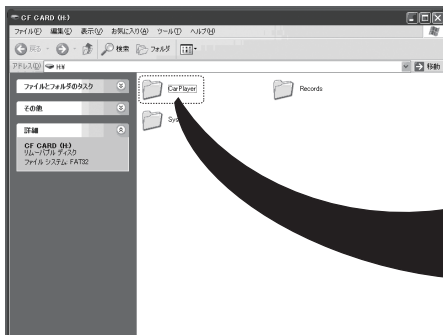 CF CARD (H:)
ファイル(F) 編集(E) 表示(V) お気に入り(A) ツール(T) ヘルプ(H)
戻る 検索 フォルダ
アドレス(D) H:¥ 移動
ファイルとフォルダのタスク
CarPlayer
Records
その他
Sys
詳細
CF CARD (H:)
リムーバブル ディスク
ファイル システム: FAT32